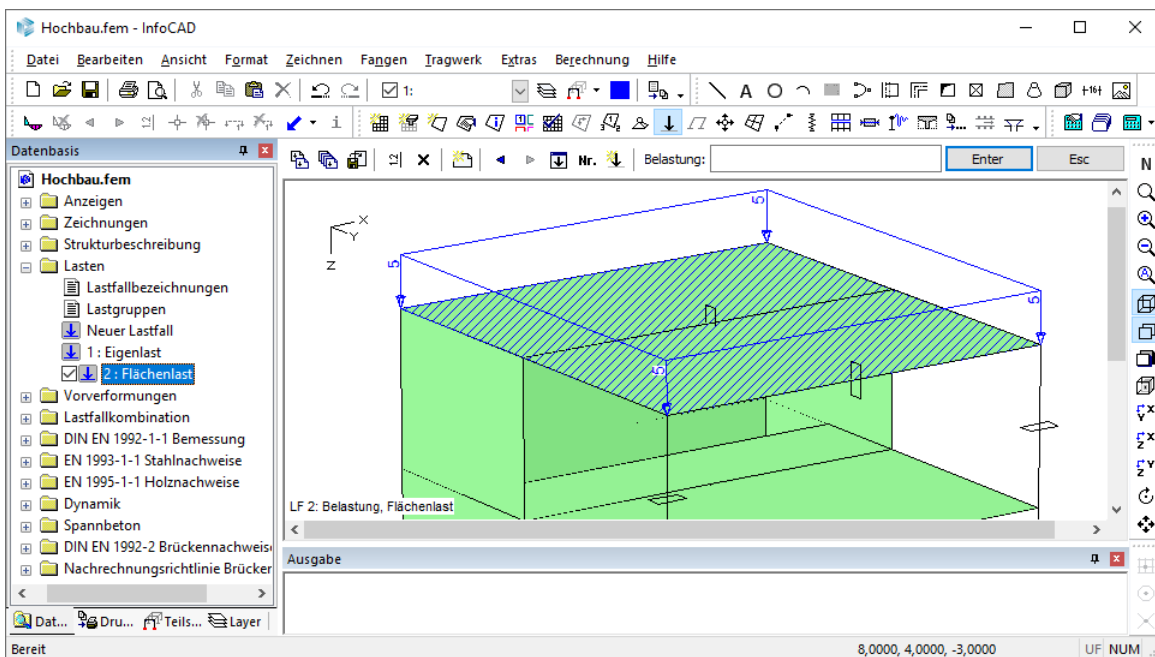 Hochbau.fem - InfoCAD
Datei Bearbeiten Ansicht Format Zeichnen Fangen Tragwerk Extras Berechnung Hilfe
1:
Datenbasis
Nr. Belastung: Enter Esc
N
Hochbau.fem
Anzeigen
Zeichnungen
Strukturbeschreibung
Lasten
Lastfallbezeichnungen
Lastgruppen
Neuer Lastfall
1 : Eigenlast
2 : Flächenlast
Vorverformungen
Lastfallkombination
DIN EN 1992-1-1 Bemessung
EN 1993-1-1 Stahlnachweise
EN 1995-1-1 Holznachweise
Dynamik
Spannbeton
DIN EN 1992-2 Brückennachweis
Nachrechnungsrichtlinie Brücken
Dat... Dru... Teils... Layer
X
Y
Z
5
5
5
5
LF 2: Belastung, Flächenlast
Ausgabe
Bereit 8,0000, 4,0000, -3,0000 UF NUM